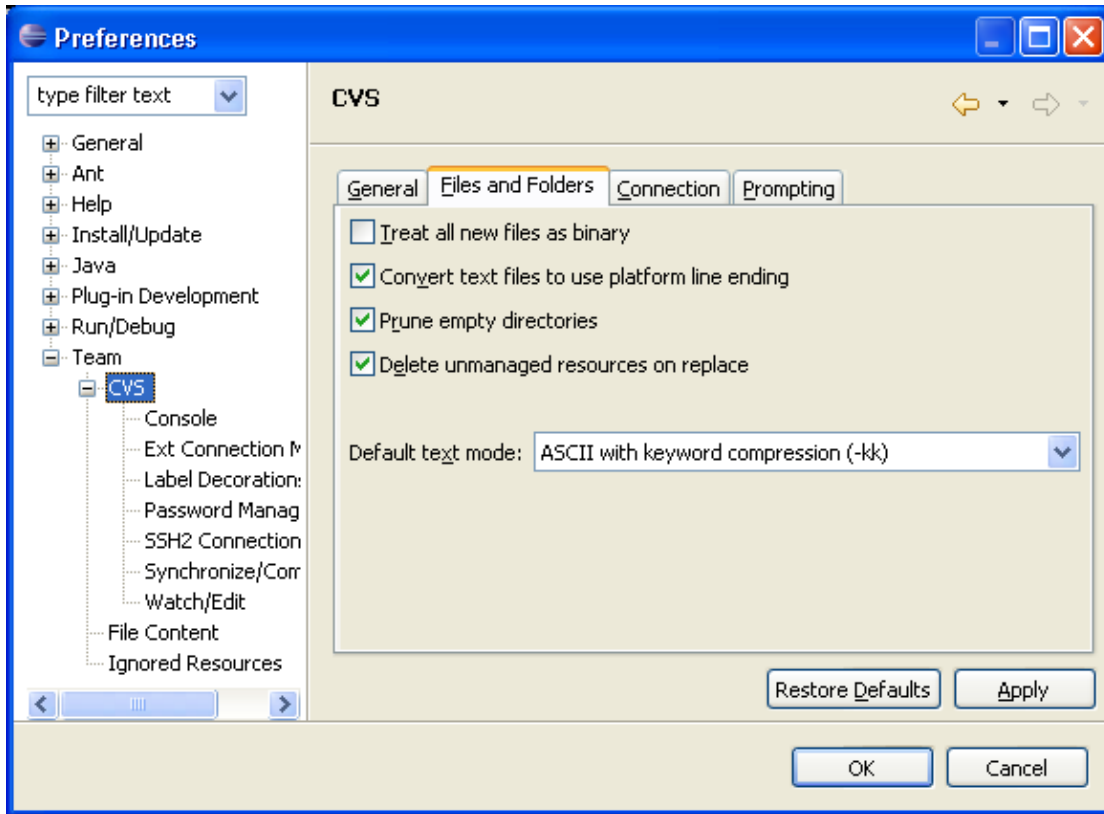 Preferences
type filter text
General
Ant
Help
Install/Update
Java
Plug-in Development
Run/Debug
Team
CVS
Console
Ext Connection
Label Decoration
Password Manag
SSH2 Connection
Synchronize/Com
Watch/Edit
File Content
Ignored Resources
CVS
General Files and Folders Connection Prompting
Treat all new files as binary
Convert text files to use platform line ending
Prune empty directories
Delete unmanaged resources on replace
Default text mode: ASCII with keyword compression (-kk)
Restore Defaults Apply
OK Cancel